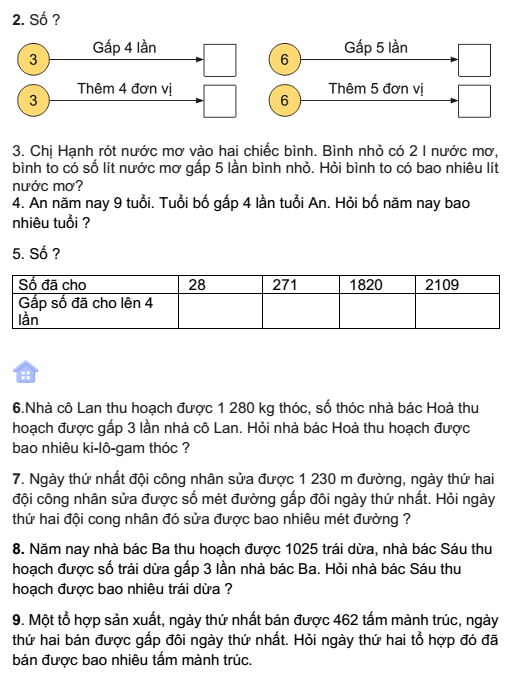 2. Số ?
3 Gấp 4 lần
6 Gấp 5 lần
3 Thêm 4 đơn vị
6 Thêm 5 đơn vị
3. Chị Hạnh rót nước mơ vào hai chiếc bình. Bình nhỏ có 2 l nước mơ,
bình to có số lít nước mơ gấp 5 lần bình nhỏ. Hỏi bình to có bao nhiêu lít
nước mơ?
4. An năm nay 9 tuổi. Tuổi bố gấp 4 lần tuổi An. Hỏi bố năm nay bao
nhiêu tuổi ?
5. Số ?
Số đã cho 28 271 1820 2109
Gấp số đã cho lên 4
lần
6.Nhà cô Lan thu hoạch được 1 280 kg thóc, số thóc nhà bác Hoà thu
hoạch được gấp 3 lần nhà cô Lan. Hỏi nhà bác Hoà thu hoạch được
bao nhiêu ki-lô-gam thóc ?
7. Ngày thứ nhất đội công nhân sửa được 1 230 m đường, ngày thứ hai
đội công nhân sửa được số mét đường gấp đôi ngày thứ nhất. Hỏi ngày
thứ hai đội cong nhân đó sửa được bao nhiêu mét đường ?
8. Năm nay nhà bác Ba thu hoạch được 1025 trái dừa, nhà bác Sáu thu
hoạch được số trái dừa gấp 3 lần nhà bác Ba. Hỏi nhà bác Sáu thu
hoạch được bao nhiêu trái dừa ?
9. Một tổ hợp sản xuất, ngày thứ nhất bán được 462 tấm mành trúc, ngày
thứ hai bán được gấp đôi ngày thứ nhất. Hỏi ngày thứ hai tổ hợp đó đã
bán được bao nhiêu tấm mành trúc.